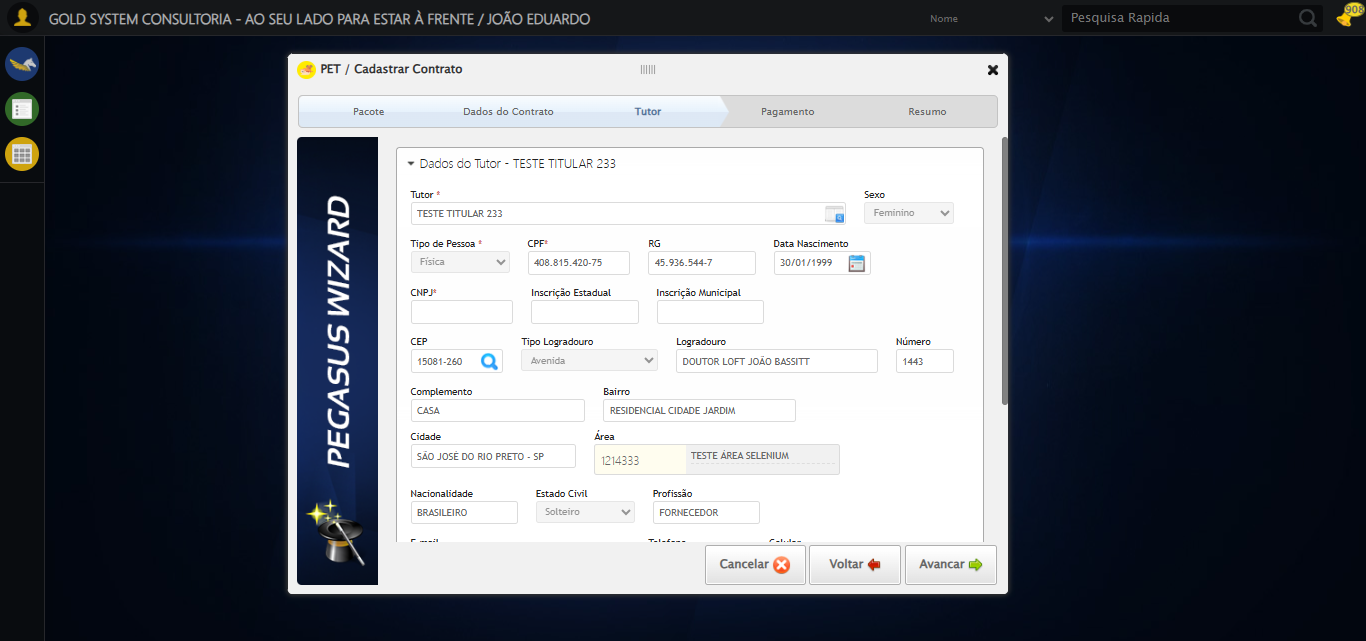 GOLD SYSTEM CONSULTORIA - AO SEU LADO PARA ESTAR À FRENTE / JOÃO EDUARDO
Nome
Pesquisa Rapida
908
PET / Cadastrar Contrato
Pacote
Dados do Contrato
Tutor
Pagamento
Resumo
PEGASUS WIZARD
Dados do Tutor - TESTE TITULAR 233
Tutor * Sexo
TESTE TITULAR 233 Feminino
Tipo de Pessoa * CPF* RG Data Nascimento
Física 408.815.420-75 45.936.544-7 30/01/1999
CNPJ* Inscrição Estadual Inscrição Municipal
CEP Tipo Logradouro Logradouro Número
15081-260 Avenida DOUTOR LOFT JOÃO BASSITT 1443
Complemento Bairro
CASA RESIDENCIAL CIDADE JARDIM
Cidade Área
SÃO JOSÉ DO RIO PRETO - SP 1214333 TESTE ÁREA SELENIUM
Nacionalidade Estado Civil Profissão
BRASILEIRO Solteiro FORNECEDOR
E-mail Telefone Celular
Cancelar Voltar Avancar